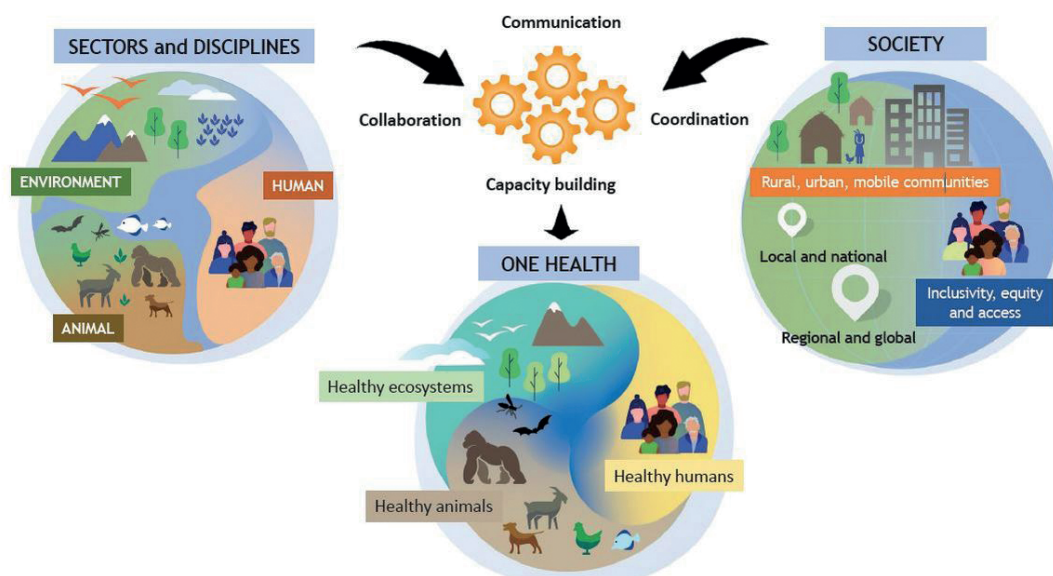 SECTORS and DISCIPLINES
ENVIRONMENT
HUMAN
ANIMAL
Communication
Collaboration
Coordination
Capacity building
SOCIETY
Rural, urban, mobile communities
Local and national
Inclusivity, equity
and access
Regional and global
ONE HEALTH
Healthy ecosystems
Healthy humans
Healthy animals